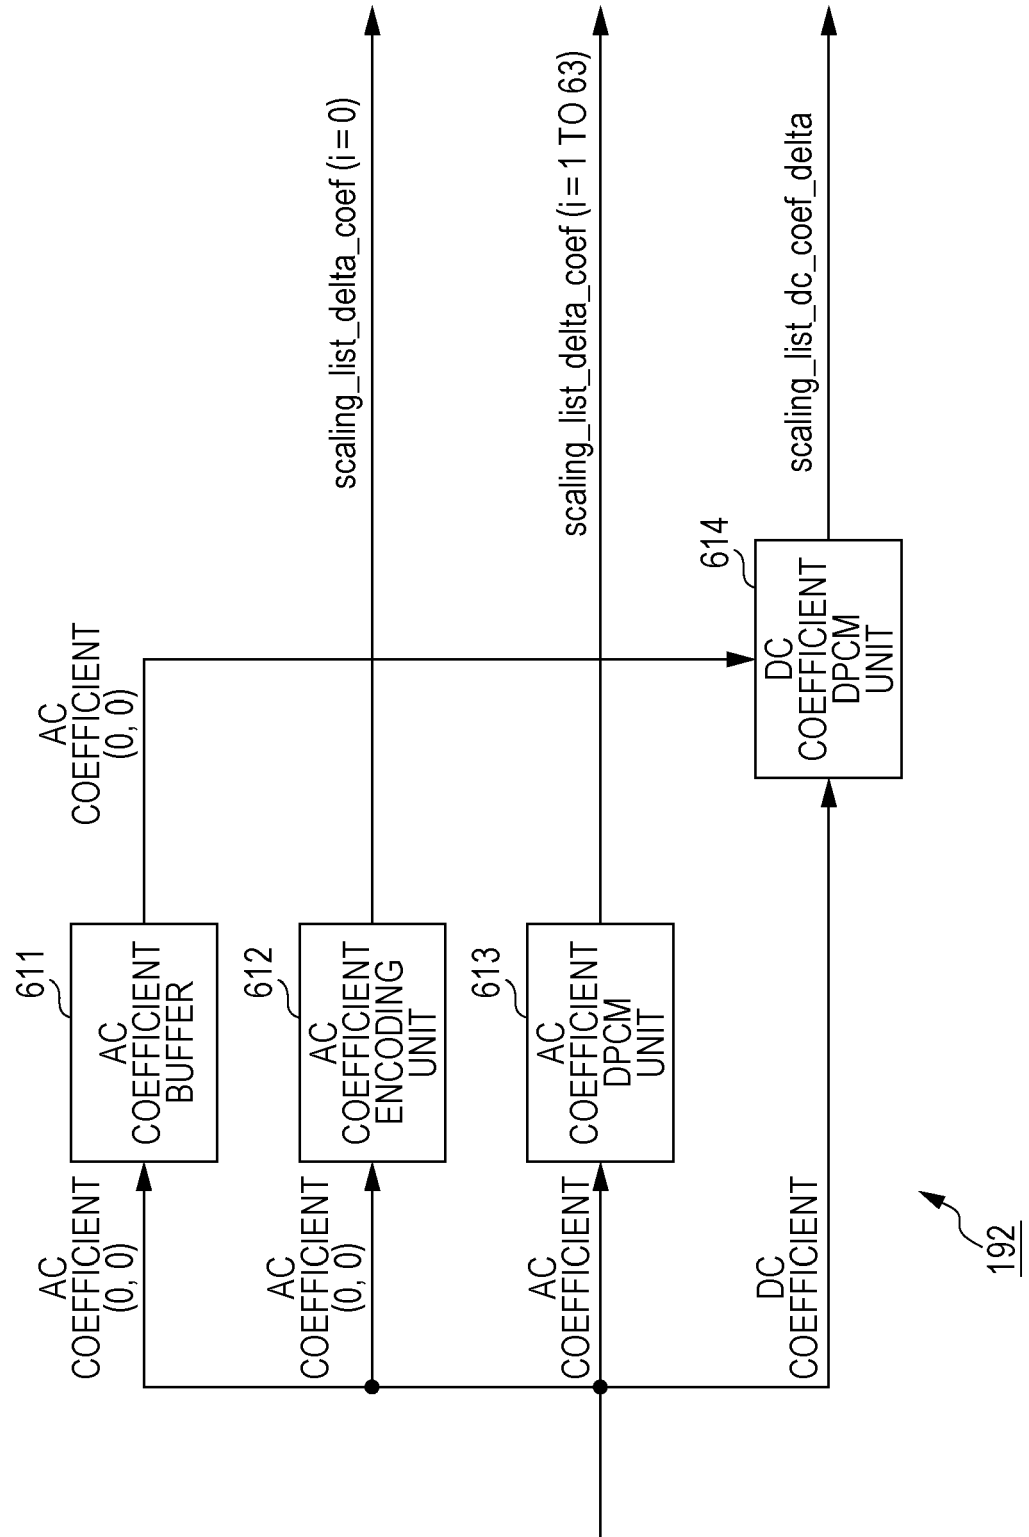 AC
COEFFICIENT
(0, 0)
611
AC
COEFFICIENT
BUFFER
AC
COEFFICIENT
(0, 0)
AC
COEFFICIENT
(0, 0)
612
AC
COEFFICIENT
ENCODING
UNIT
scaling_list_delta_coef (i = 0)
AC
COEFFICIENT
613
AC
COEFFICIENT
DPCM
UNIT
scaling_list_delta_coef (i = 1 TO 63)
DC
COEFFICIENT
614
DC
COEFFICIENT
DPCM
UNIT
scaling_list_dc_coef_delta
192